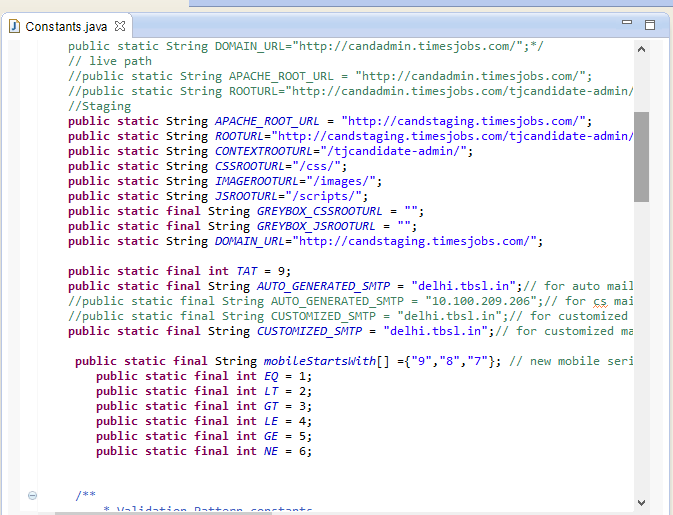 Constants.java
public static String DOMAIN_URL="http://candadmin.timesjobs.com/";*/
// live path
//public static String APACHE_ROOT_URL = "http://candadmin.timesjobs.com/";
//public static String ROOTURL="http://candadmin.timesjobs.com/tjcandidate-admin/
//Staging
public static String APACHE_ROOT_URL = "http://candstaging.timesjobs.com/";
public static String ROOTURL="http://candstaging.timesjobs.com/tjcandidate-admin/
public static String CONTEXTROOTURL="/tjcandidate-admin/";
public static String CSSROOTURL="/css/";
public static String IMAGEROOTURL="/images/";
public static String JSROOTURL="/scripts/";
public static final String GREYBOX_CSSROOTURL = "";
public static final String GREYBOX_JSROOTURL = "";
public static String DOMAIN_URL="http://candstaging.timesjobs.com/";
public static final int TAT = 9;
public static final String AUTO_GENERATED_SMTP = "delhi.tbsl.in";// for auto mail
//public static final String AUTO_GENERATED_SMTP = "10.100.209.206";// for cs mai
//public static final String CUSTOMIZED_SMTP = "delhi.tbsl.in";// for customized
public static final String CUSTOMIZED_SMTP = "delhi.tbsl.in";// for customized ma
public static final String mobileStartsWith[] ={"9","8","7"}; // new mobile seri
public static final int EQ = 1;
public static final int LT = 2;
public static final int GT = 3;
public static final int LE = 4;
public static final int GE = 5;
public static final int NE = 6;
/**
* Validation Pattern constants